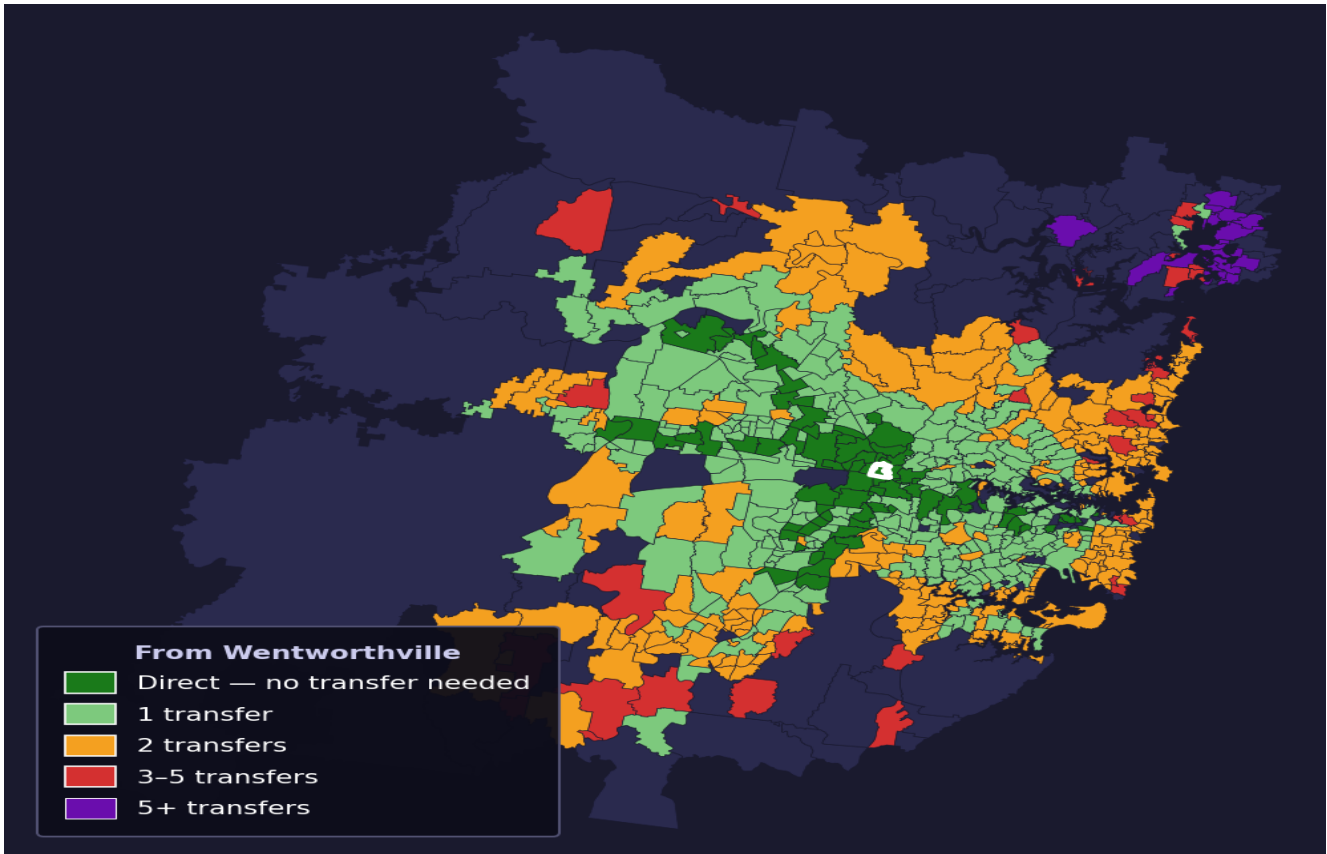 From Wentworthville
Direct — no transfer needed
1 transfer
2 transfers
3–5 transfers
5+ transfers